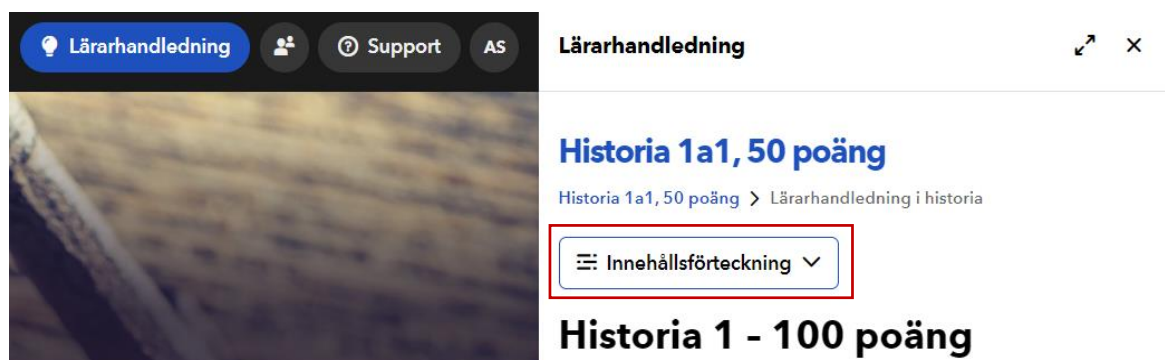 Lärarhandledning
Support
AS
Lärarhandledning
Historia 1a1, 50 poäng
Historia 1a1, 50 poäng > Lärarhandledning i historia
Innehållsförteckning
Historia 1 - 100 poäng